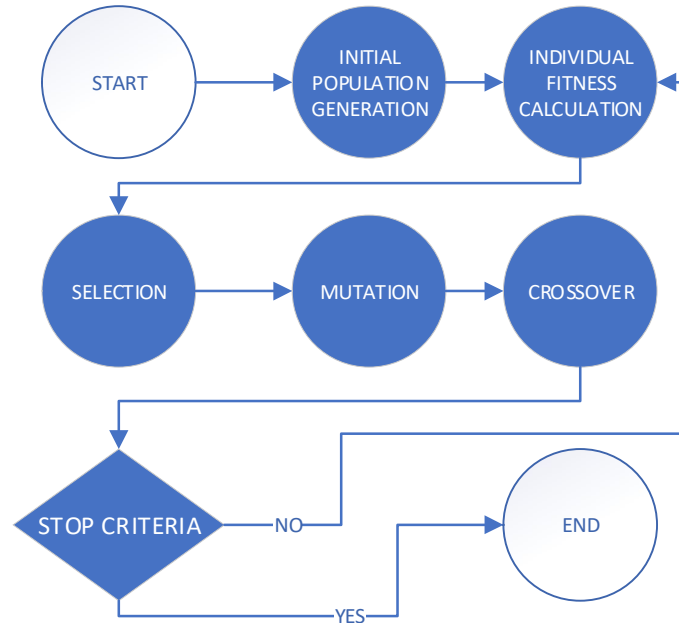 START
INITIAL
POPULATION
GENERATION
INDIVIDUAL
FITNESS
CALCULATION
SELECTION
MUTATION
CROSSOVER
STOP CRITERIA
NO
END
YES